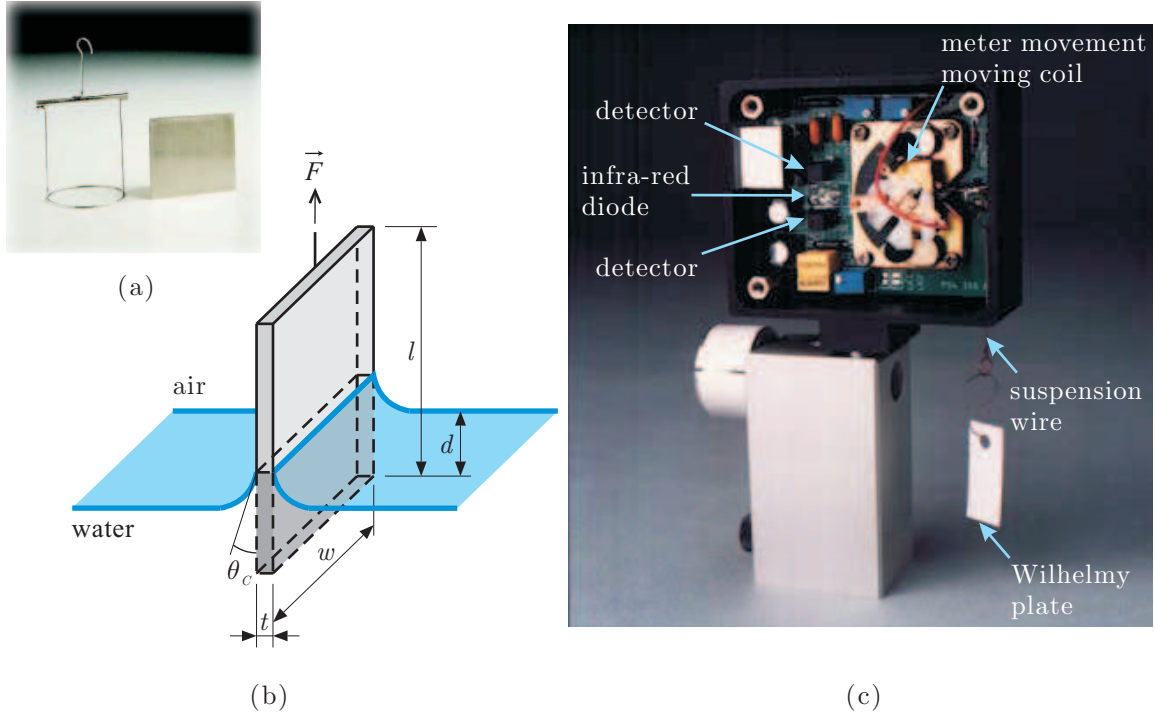 (a)
F
l
air
d
water
θ_C
w
t
(b)
meter movement
moving coil
detector
infra-red
diode
detector
suspension
wire
Wilhelmy
plate
(c)